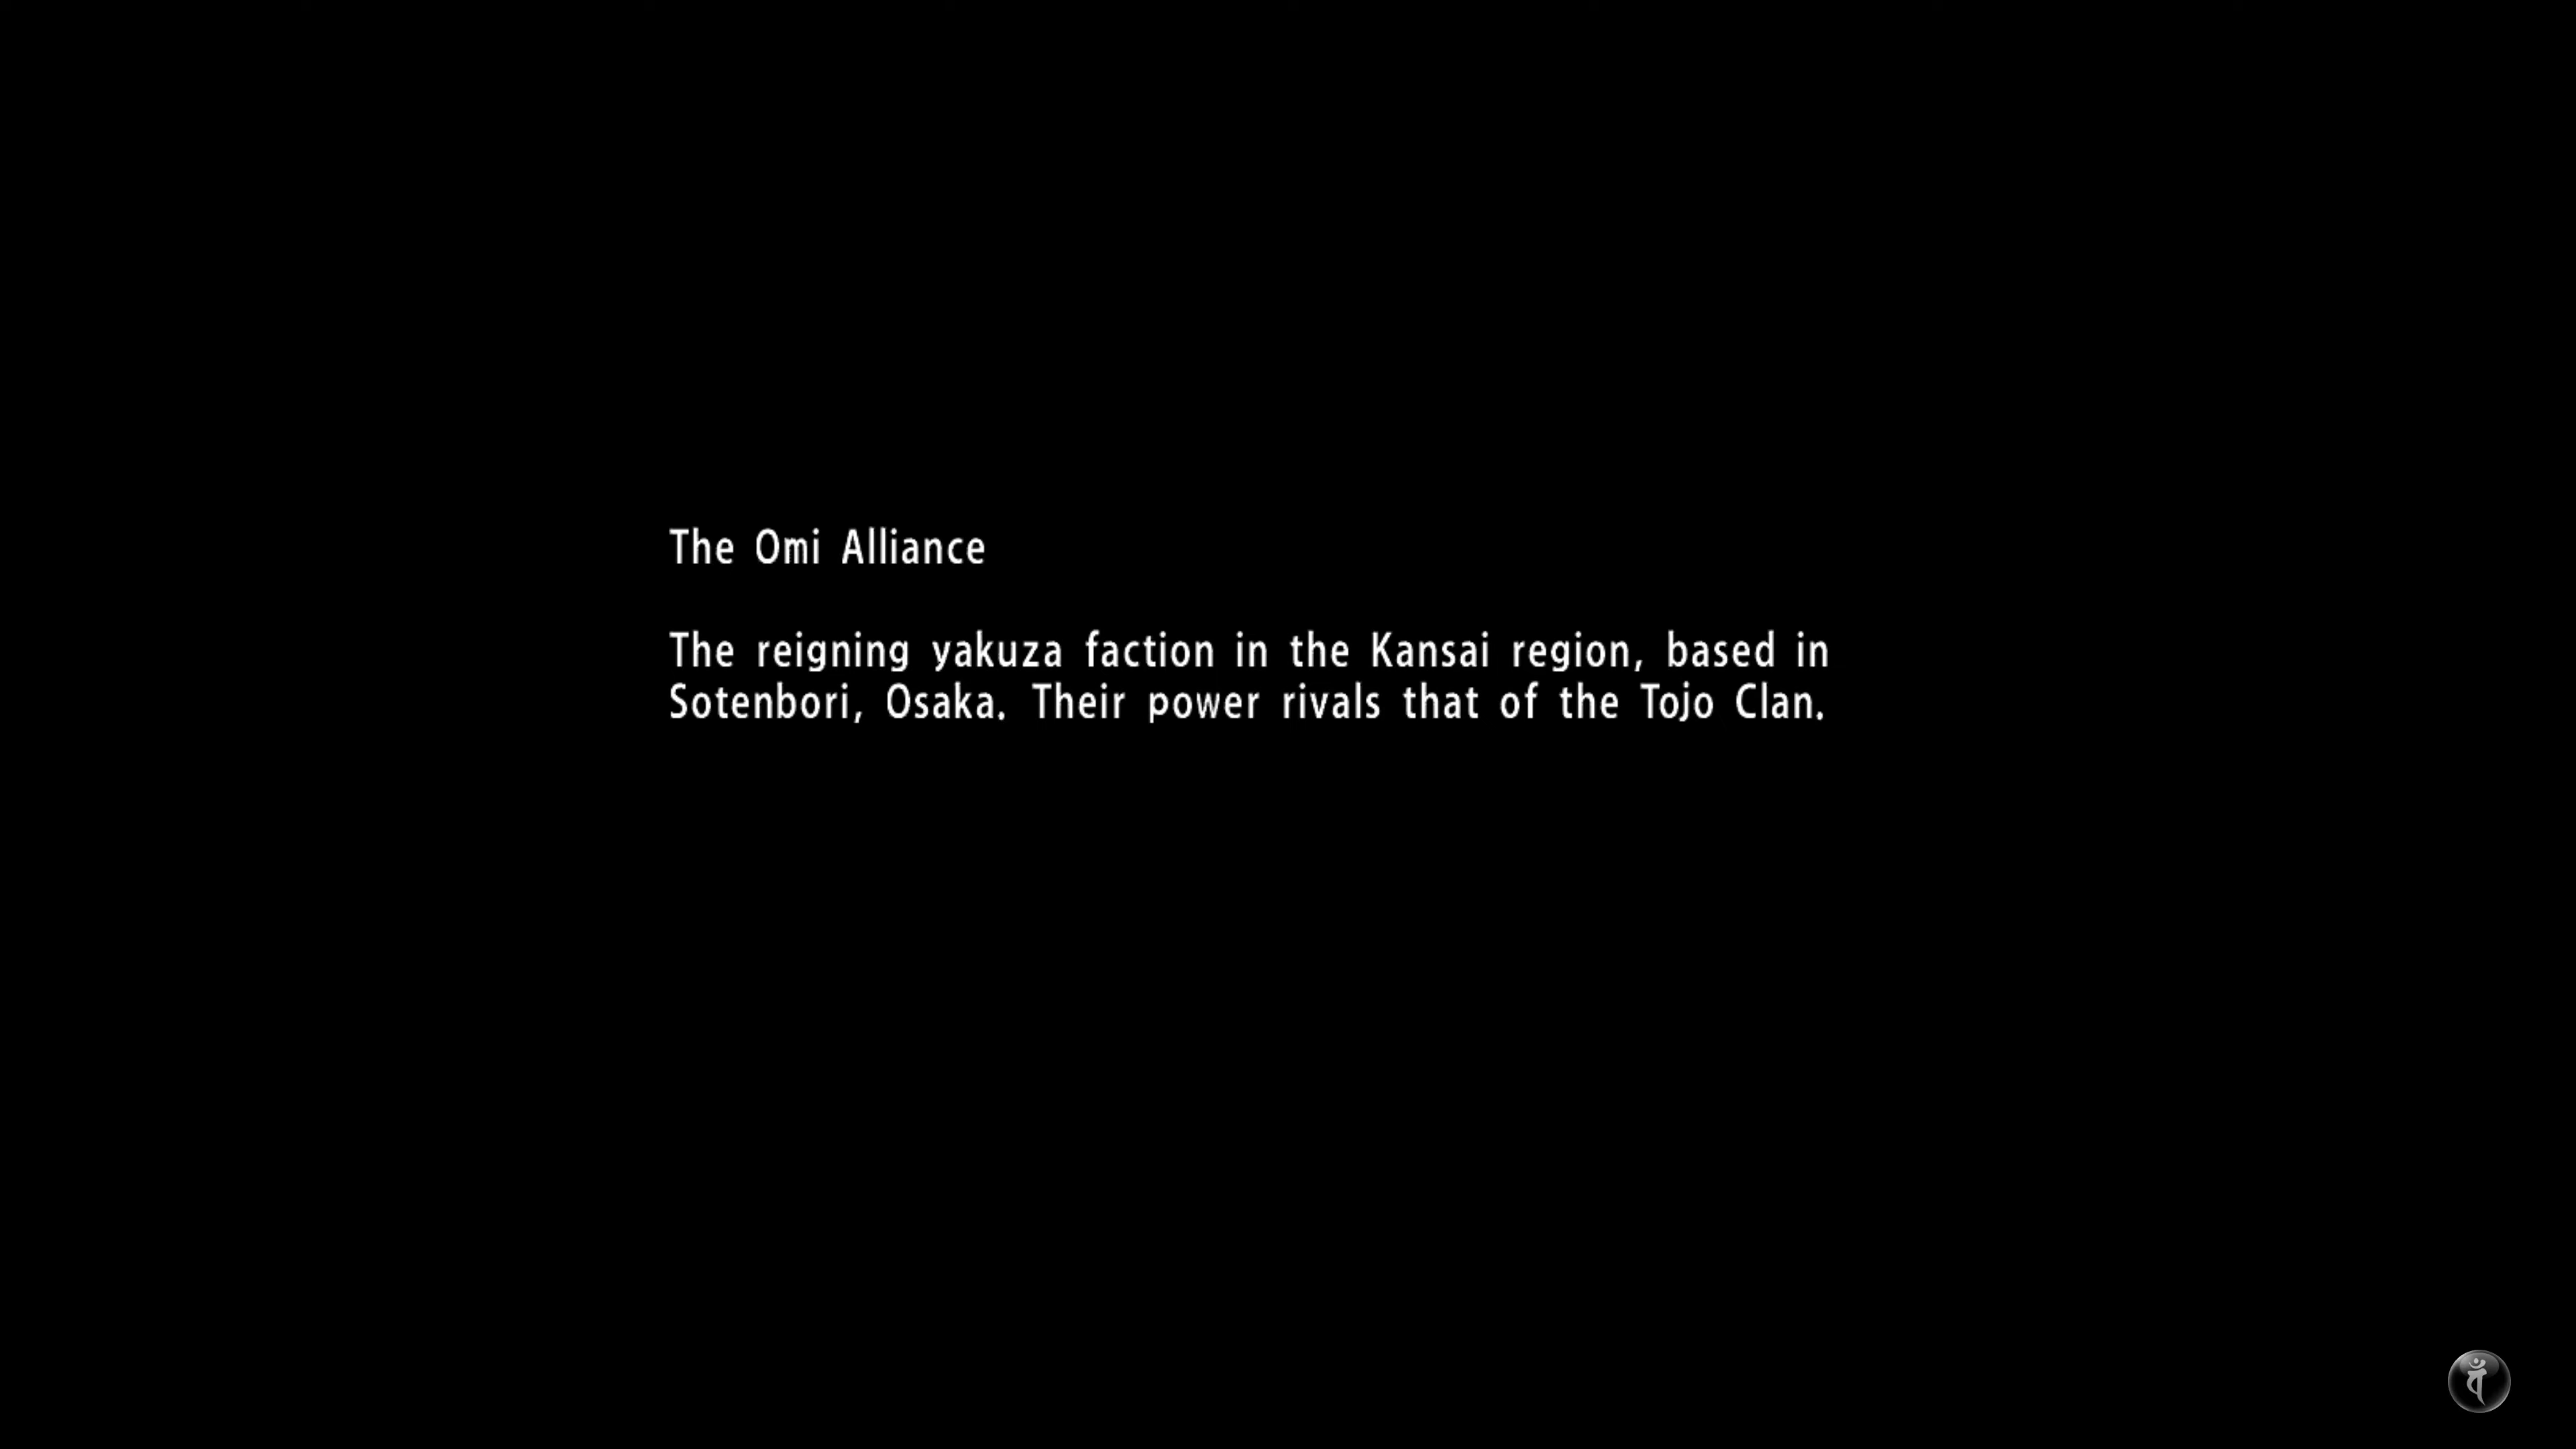 The Omi Alliance
The reigning yakuza faction in the Kansai region, based in
Sotenbori, Osaka. Their power rivals that of the Tojo Clan.